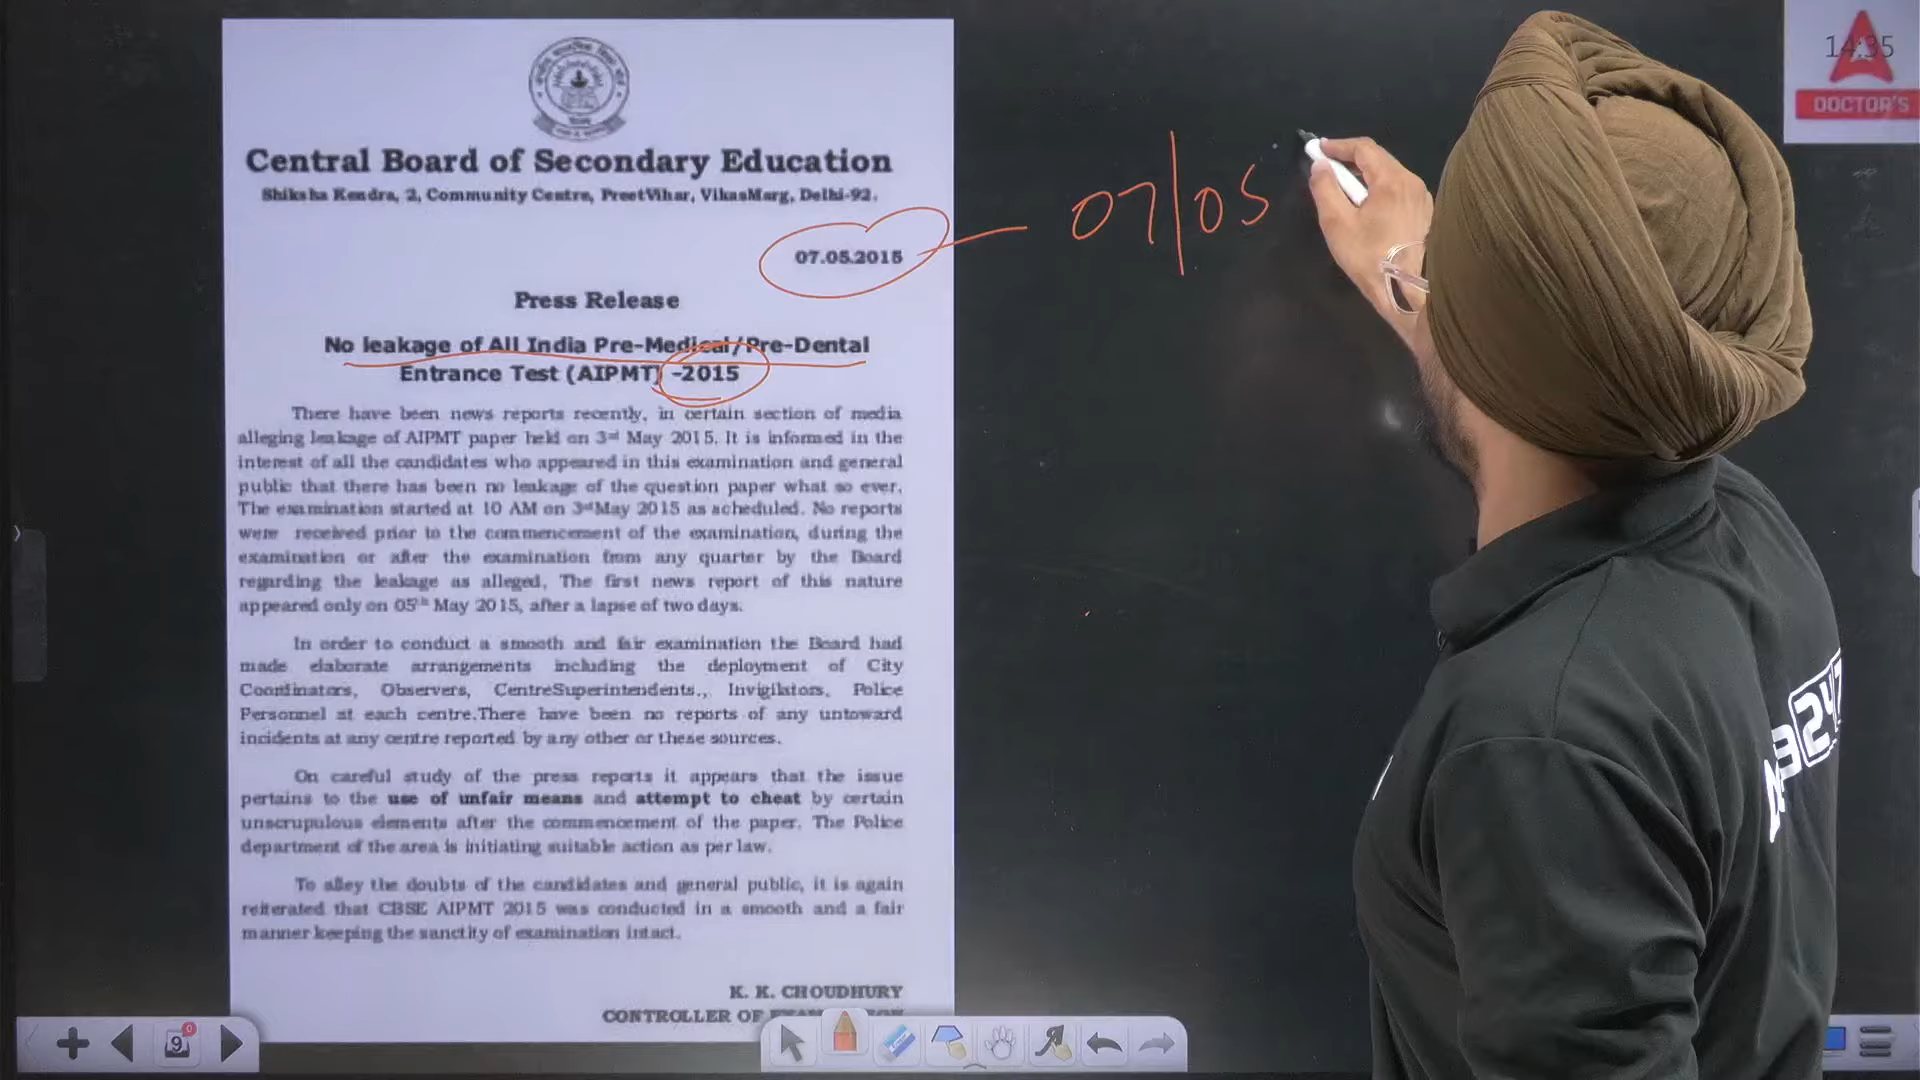 14:35
DOCTOR'S
Central Board of Secondary Education
Shiksha Kendra, 2, Community Centre, PreetVihar, VikasMarg, Delhi-92.
07.05.2015
07/05
Press Release
No leakage of All India Pre-Medical/Pre-Dental
Entrance Test (AIPMT) -2015
There have been news reports recently, in certain section of media
alleging leakage of AIPMT paper held on 3rd May 2015. It is informed in the
interest of all the candidates who appeared in this examination and general
public that there has been no leakage of the question paper what so ever.
The examination started at 10 AM on 3rdMay 2015 as scheduled. No reports
were received prior to the commencement of the examination, during the
examination or after the examination from any quarter by the Board
regarding the leakage as alleged. The first news report of this nature
appeared only on 05th May 2015, after a lapse of two days.
In order to conduct a smooth and fair examination the Board had
made elaborate arrangements including the deployment of City
Coordinators, Observers, CentreSuperintendents., Invigilators, Police
Personnel at each centre.There have been no reports of any untoward
incidents at any centre reported by any other or these sources.
On careful study of the press reports it appears that the issue
pertains to the use of unfair means and attempt to cheat by certain
unscrupulous elements after the commencement of the paper. The Police
department of the area is initiating suitable action as per law.
To alley the doubts of the candidates and general public, it is again
reiterated that CBSE AIPMT 2015 was conducted in a smooth and a fair
manner keeping the sanctity of examination intact.
K. K. CHOUDHURY
CONTROLLER OF
9
0
247